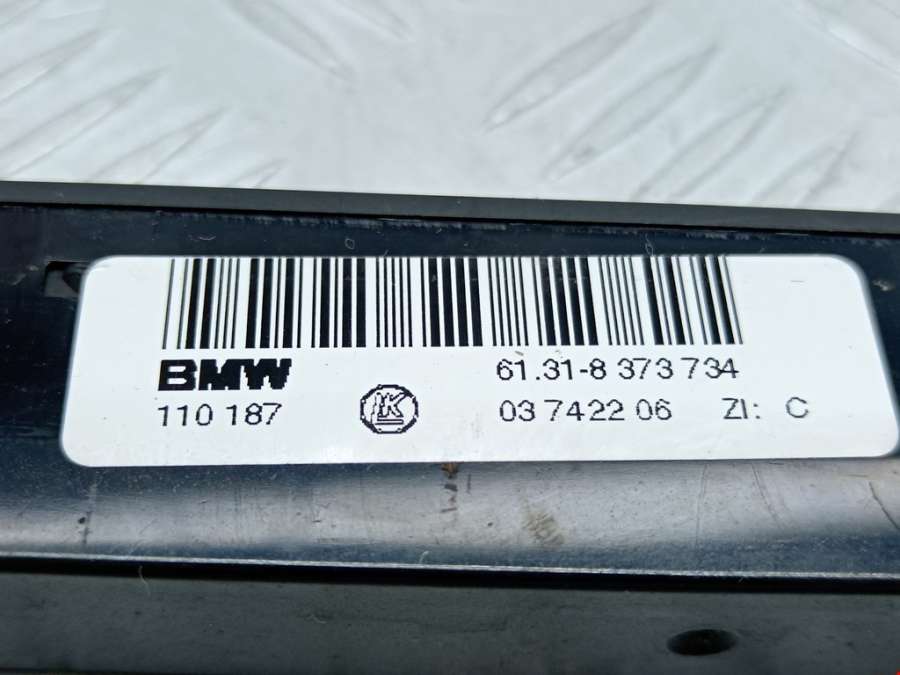 BMW 61.31-8 373 734
110 187 K 03 7422 06 ZI: C